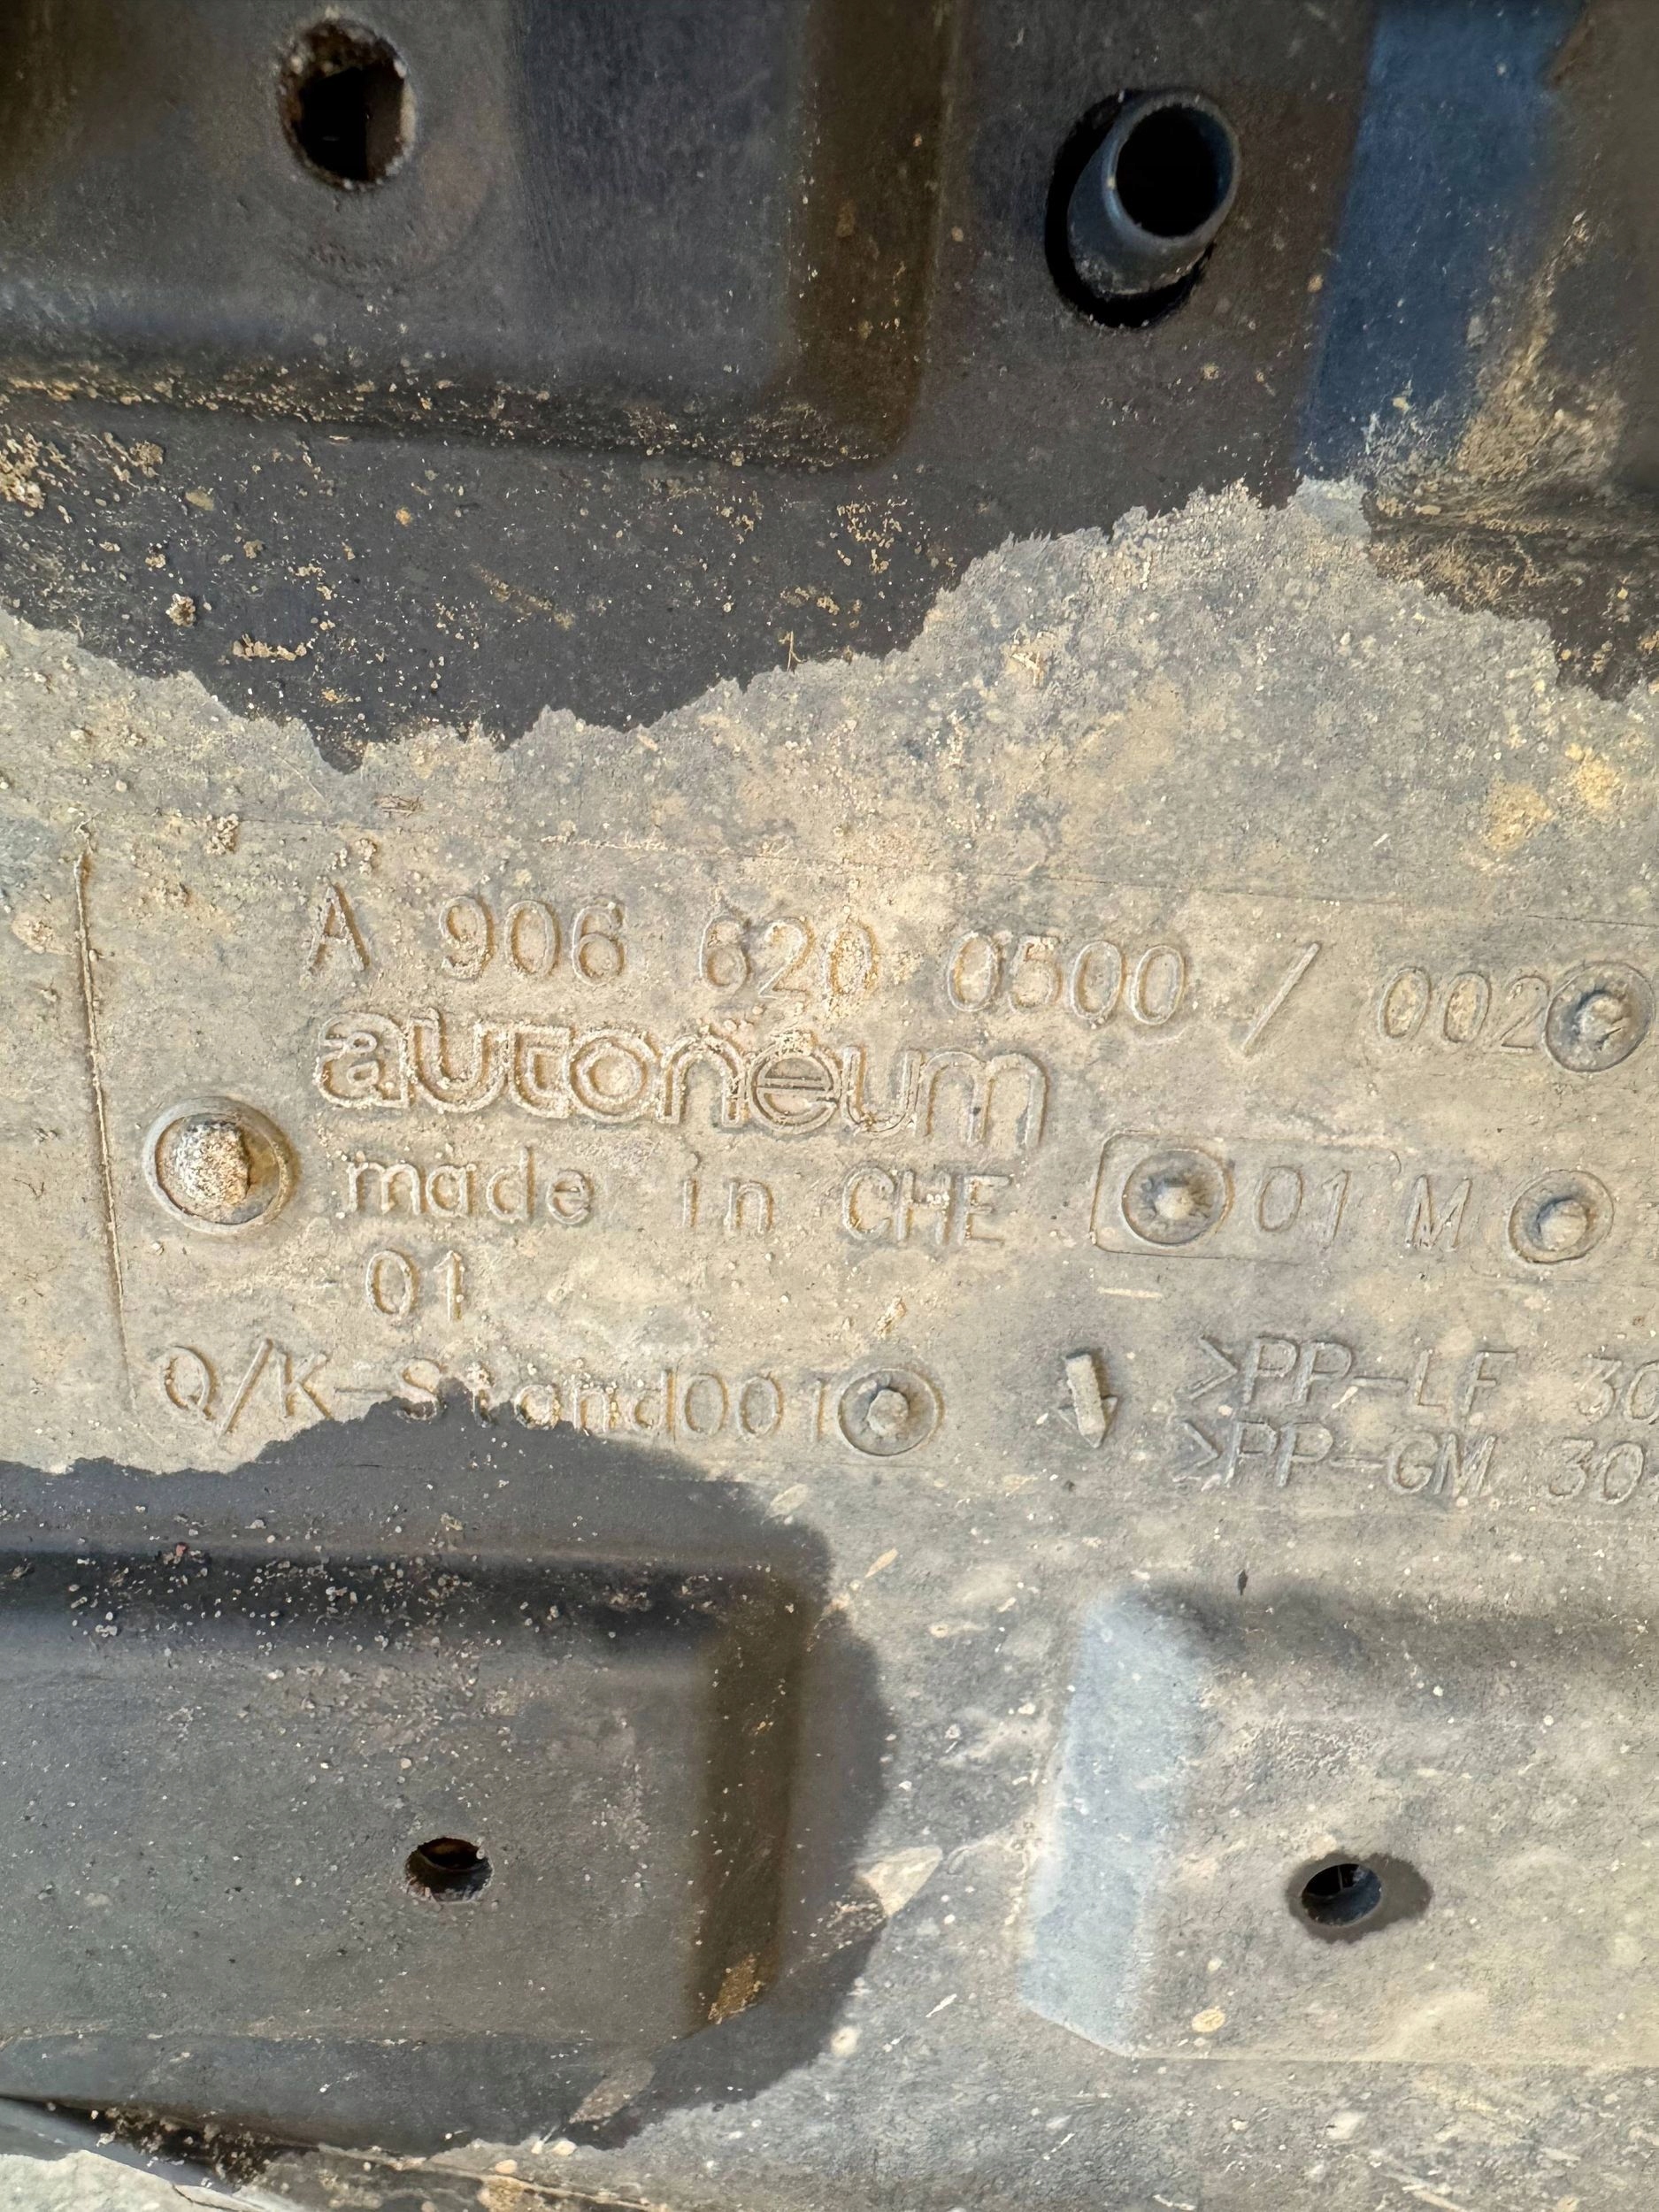 A 906 620 0500 / 002
autoneum
made in CHE 01 M
01
Q/K-Stand001
>PP-LF 30
>PP-GM 30